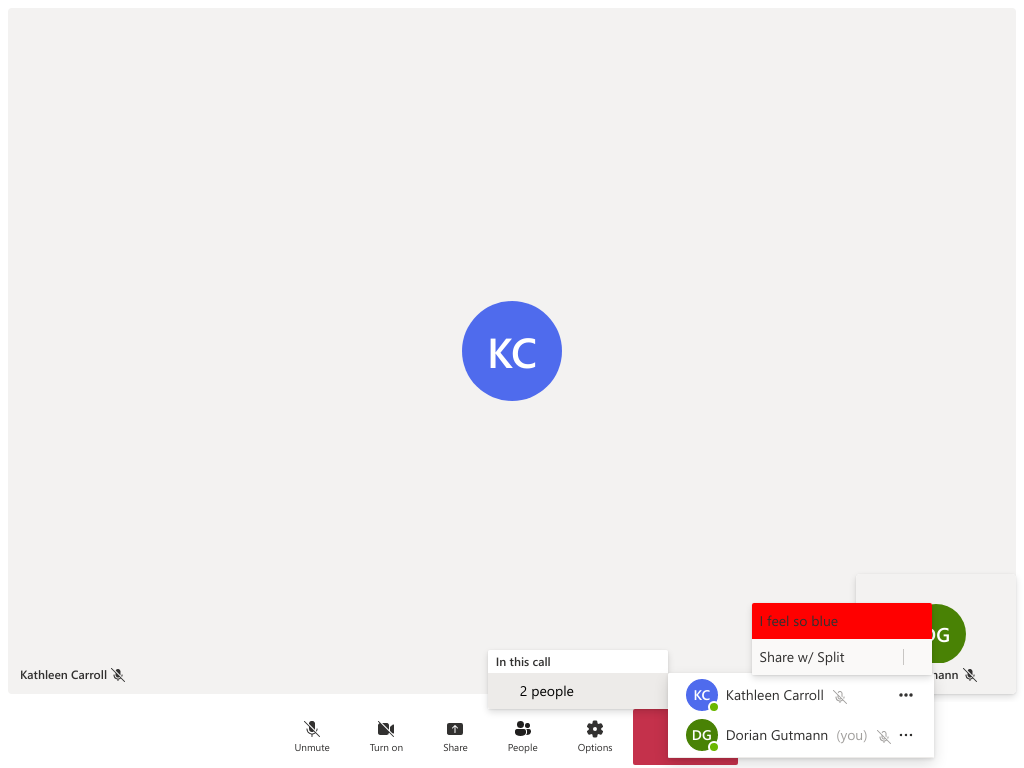 KC
I feel so blue
DG
Share w/ Split
Kathleen Carroll
In this call
2 people
KC Kathleen Carroll
DG Dorian Gutmann (you)
Unmute
Turn on
Share
People
Options